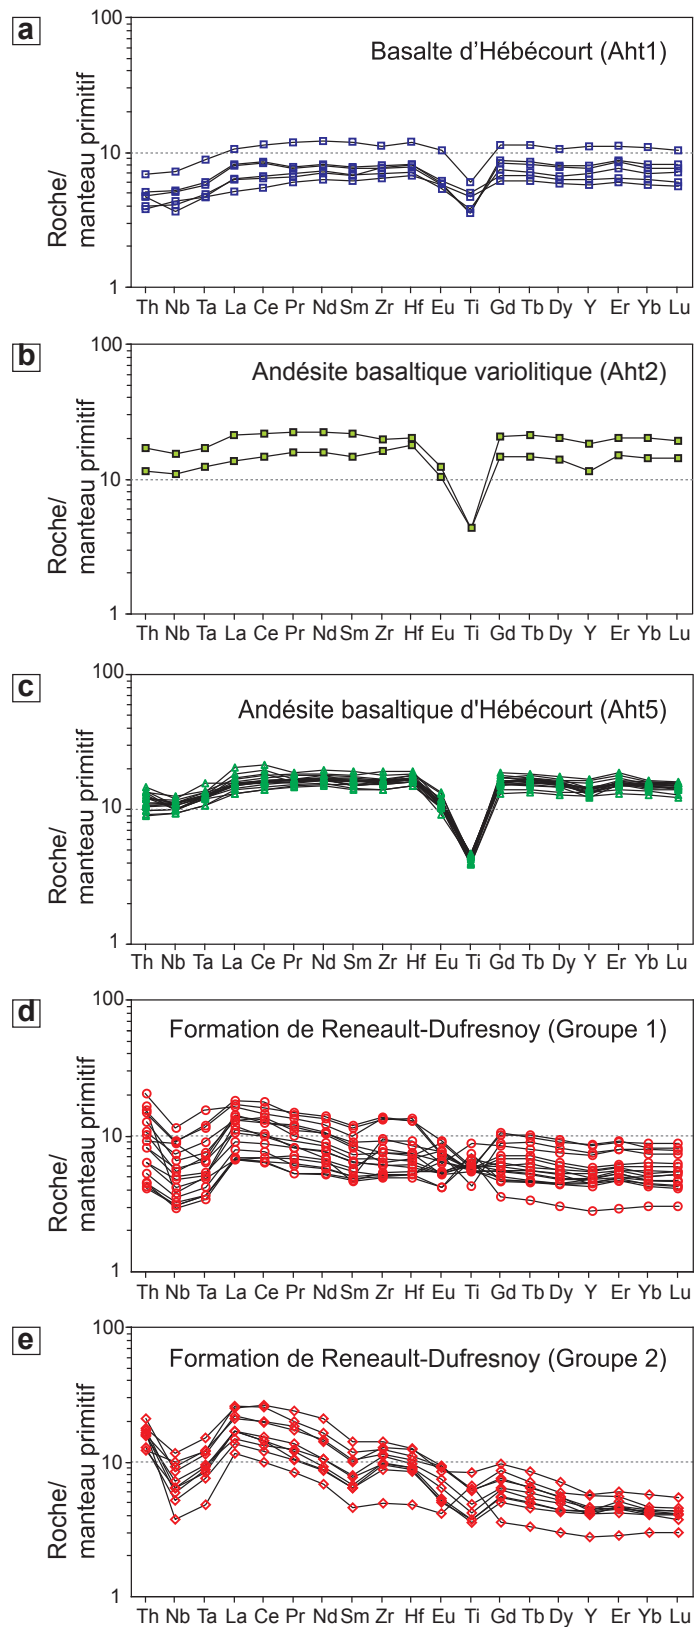 a
100
Basalte d'Hébécourt (Aht1)
Roche/
manteau primitif
10
1
Th Nb Ta La Ce Pr Nd Sm Zr Hf Eu Ti Gd Tb Dy Y Er Yb Lu
b
100
Andésite basaltique variolitique (Aht2)
Roche/
manteau primitif
10
1
Th Nb Ta La Ce Pr Nd Sm Zr Hf Eu Ti Gd Tb Dy Y Er Yb Lu
c
100
Andésite basaltique d'Hébécourt (Aht5)
Roche/
manteau primitif
10
1
Th Nb Ta La Ce Pr Nd Sm Zr Hf Eu Ti Gd Tb Dy Y Er Yb Lu
d
100
Formation de Reneault-Dufresnoy (Groupe 1)
Roche/
manteau primitif
10
1
Th Nb Ta La Ce Pr Nd Sm Zr Hf Eu Ti Gd Tb Dy Y Er Yb Lu
e
100
Formation de Reneault-Dufresnoy (Groupe 2)
Roche/
manteau primitif
10
1
Th Nb Ta La Ce Pr Nd Sm Zr Hf Eu Ti Gd Tb Dy Y Er Yb Lu